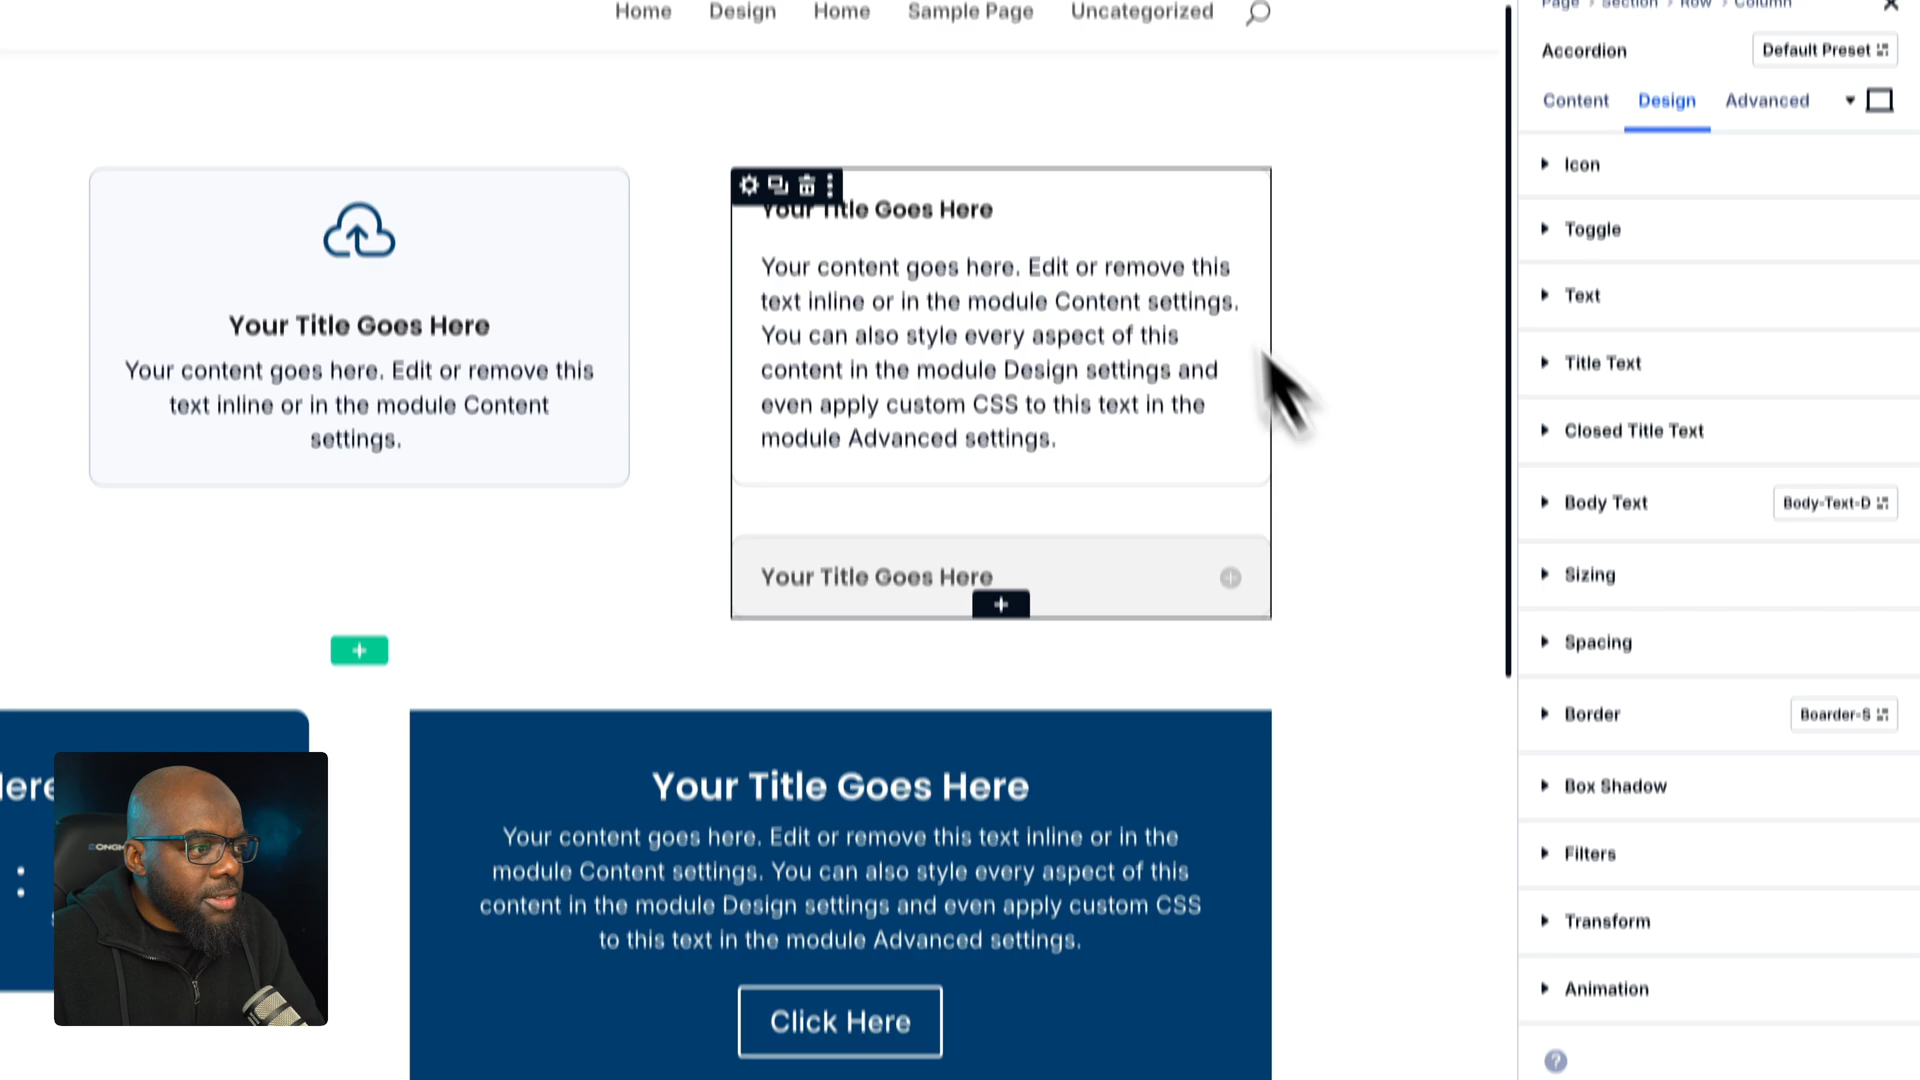 Home Design Home Sample Page Uncategorized
Page › Section › Row › Column
Accordion
Default Preset
Content Design Advanced
Icon
Toggle
Text
Title Text
Closed Title Text
Body Text
Body-Text-D
Sizing
Spacing
Border
Boarder-S
Box Shadow
Filters
Transform
Animation
?
Your Title Goes Here
Your content goes here. Edit or remove this
text inline or in the module Content
settings.
Your Title Goes Here
Your content goes here. Edit or remove this
text inline or in the module Content settings.
You can also style every aspect of this
content in the module Design settings and
even apply custom CSS to this text in the
module Advanced settings.
Your Title Goes Here
Your Title Goes Here
Your content goes here. Edit or remove this text inline or in the
module Content settings. You can also style every aspect of this
content in the module Design settings and even apply custom CSS
to this text in the module Advanced settings.
Click Here